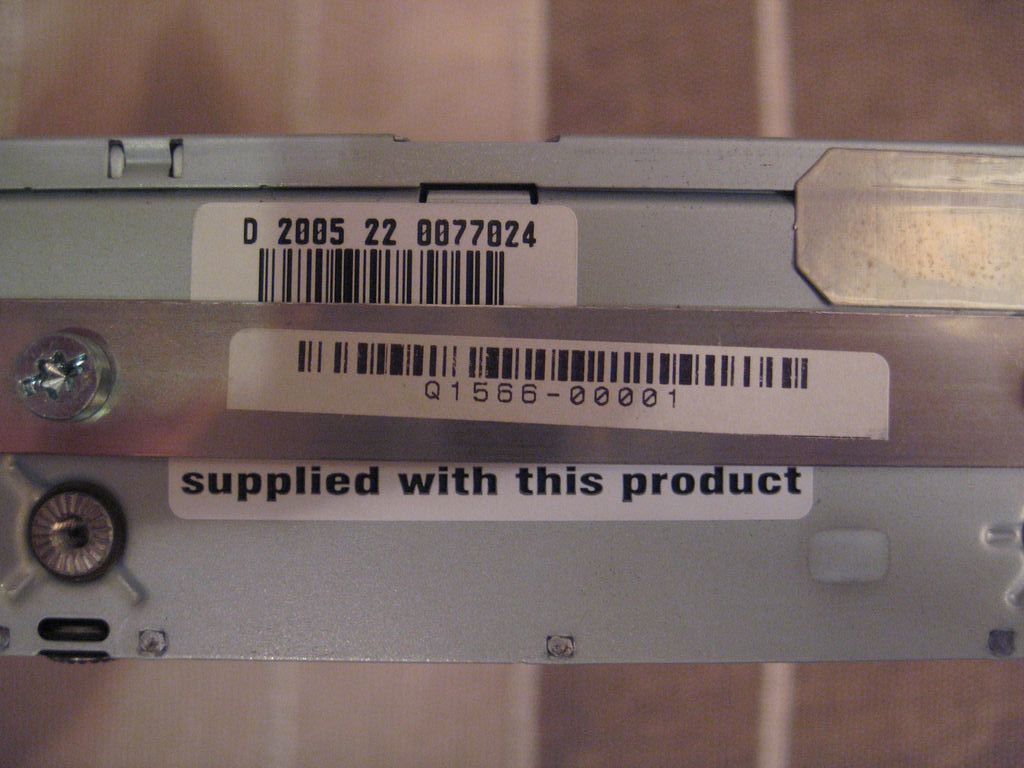 D 2005 22 0077024
Q1566-00001
supplied with this product